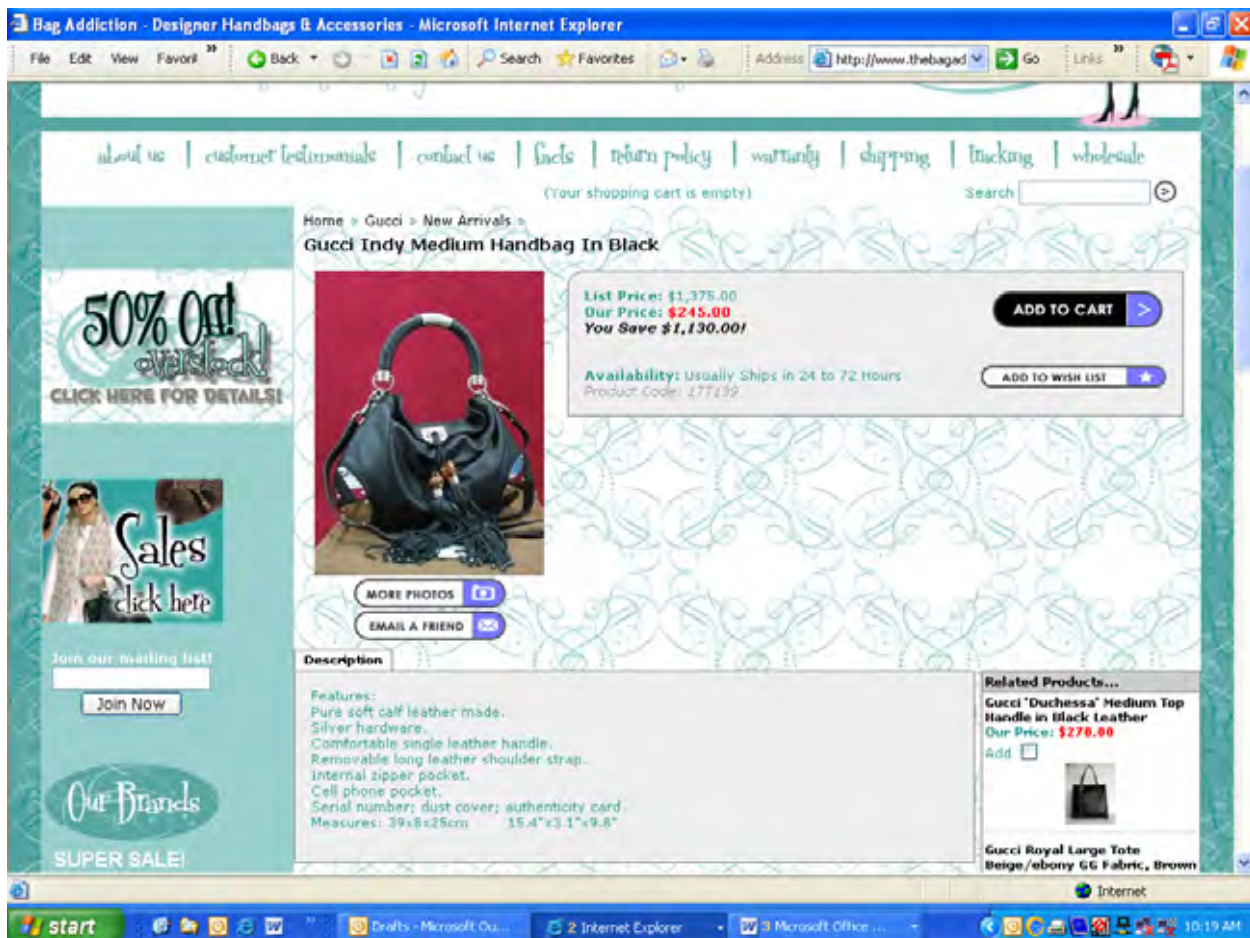 Bag Addiction - Designer Handbags & Accessories - Microsoft Internet Explorer
File Edit View Favorit » Back Search Favorites Address http://www.thebagad Go Links »
about us | customer testimonials | contact us | facts | return policy | warranty | shipping | tracking | wholesale
(Your shopping cart is empty) Search
Home > Gucci > New Arrivals >
Gucci Indy Medium Handbag In Black
50% Off!
overstock!
CLICK HERE FOR DETAILS!
List Price: $1,375.00
Our Price: $245.00
You Save $1,130.00!
ADD TO CART
Availability: Usually Ships in 24 to 72 Hours
Product Code: 177139
ADD TO WISH LIST
Sales
click here
MORE PHOTOS
EMAIL A FRIEND
Join our mailing list!
Join Now
Description
Features:
Pure soft calf leather made.
Silver hardware.
Comfortable single leather handle.
Removable long leather shoulder strap.
Internal zipper pocket.
Cell phone pocket.
Serial number; dust cover; authenticity card.
Measures: 39x8x25cm 15.4"x3.1"x9.8"
Related Products...
Gucci 'Duchessa' Medium Top
Handle in Black Leather
Our Price: $270.00
Add
Gucci Royal Large Tote
Beige/ebony GG Fabric, Brown
Our Brands
SUPER SALE!
Internet
start » Drafts - Microsoft Ou... 2 Internet Explorer 3 Microsoft Office ... 10:19 AM